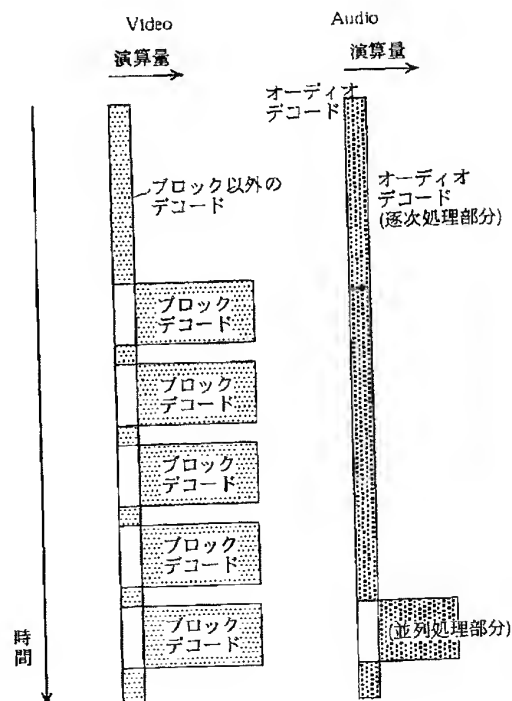 Video
演算量
ブロック以外の
デコード
ブロック
デコード
ブロック
デコード
ブロック
デコード
ブロック
デコード
ブロック
デコード
時間
Audio
演算量
オーディオ
デコード
オーディオ
デコード
(逐次処理部分)
(並列処理部分)